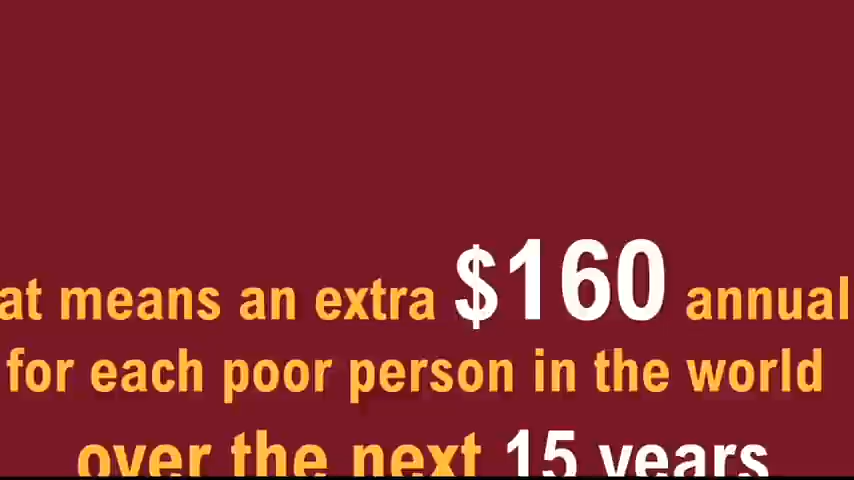 at means an extra $160 annual
for each poor person in the world
over the next 15 years